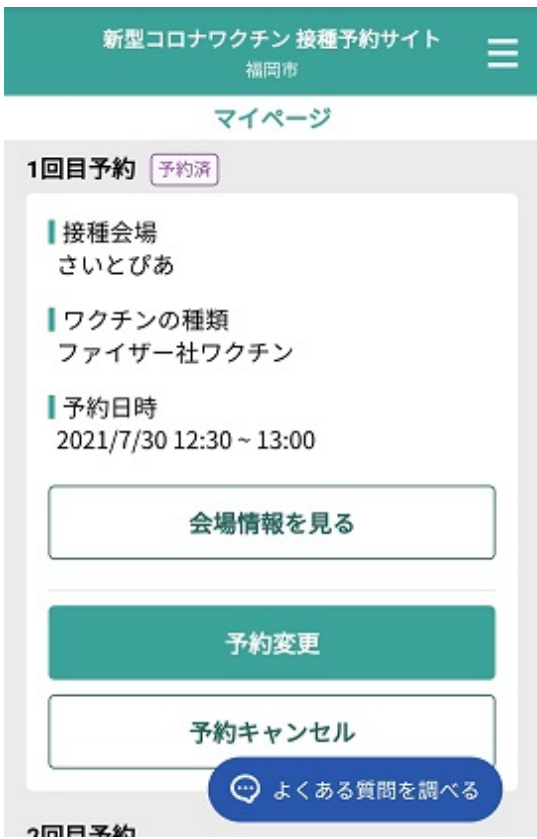 新型コロナワクチン 接種予約サイト
福岡市
マイページ
1回目予約 予約済
接種会場
さいとぴあ
ワクチンの種類
ファイザー社ワクチン
予約日時
2021/7/30 12:30 ~ 13:00
会場情報を見る
予約変更
予約キャンセル
よくある質問を調べる
2回目予約